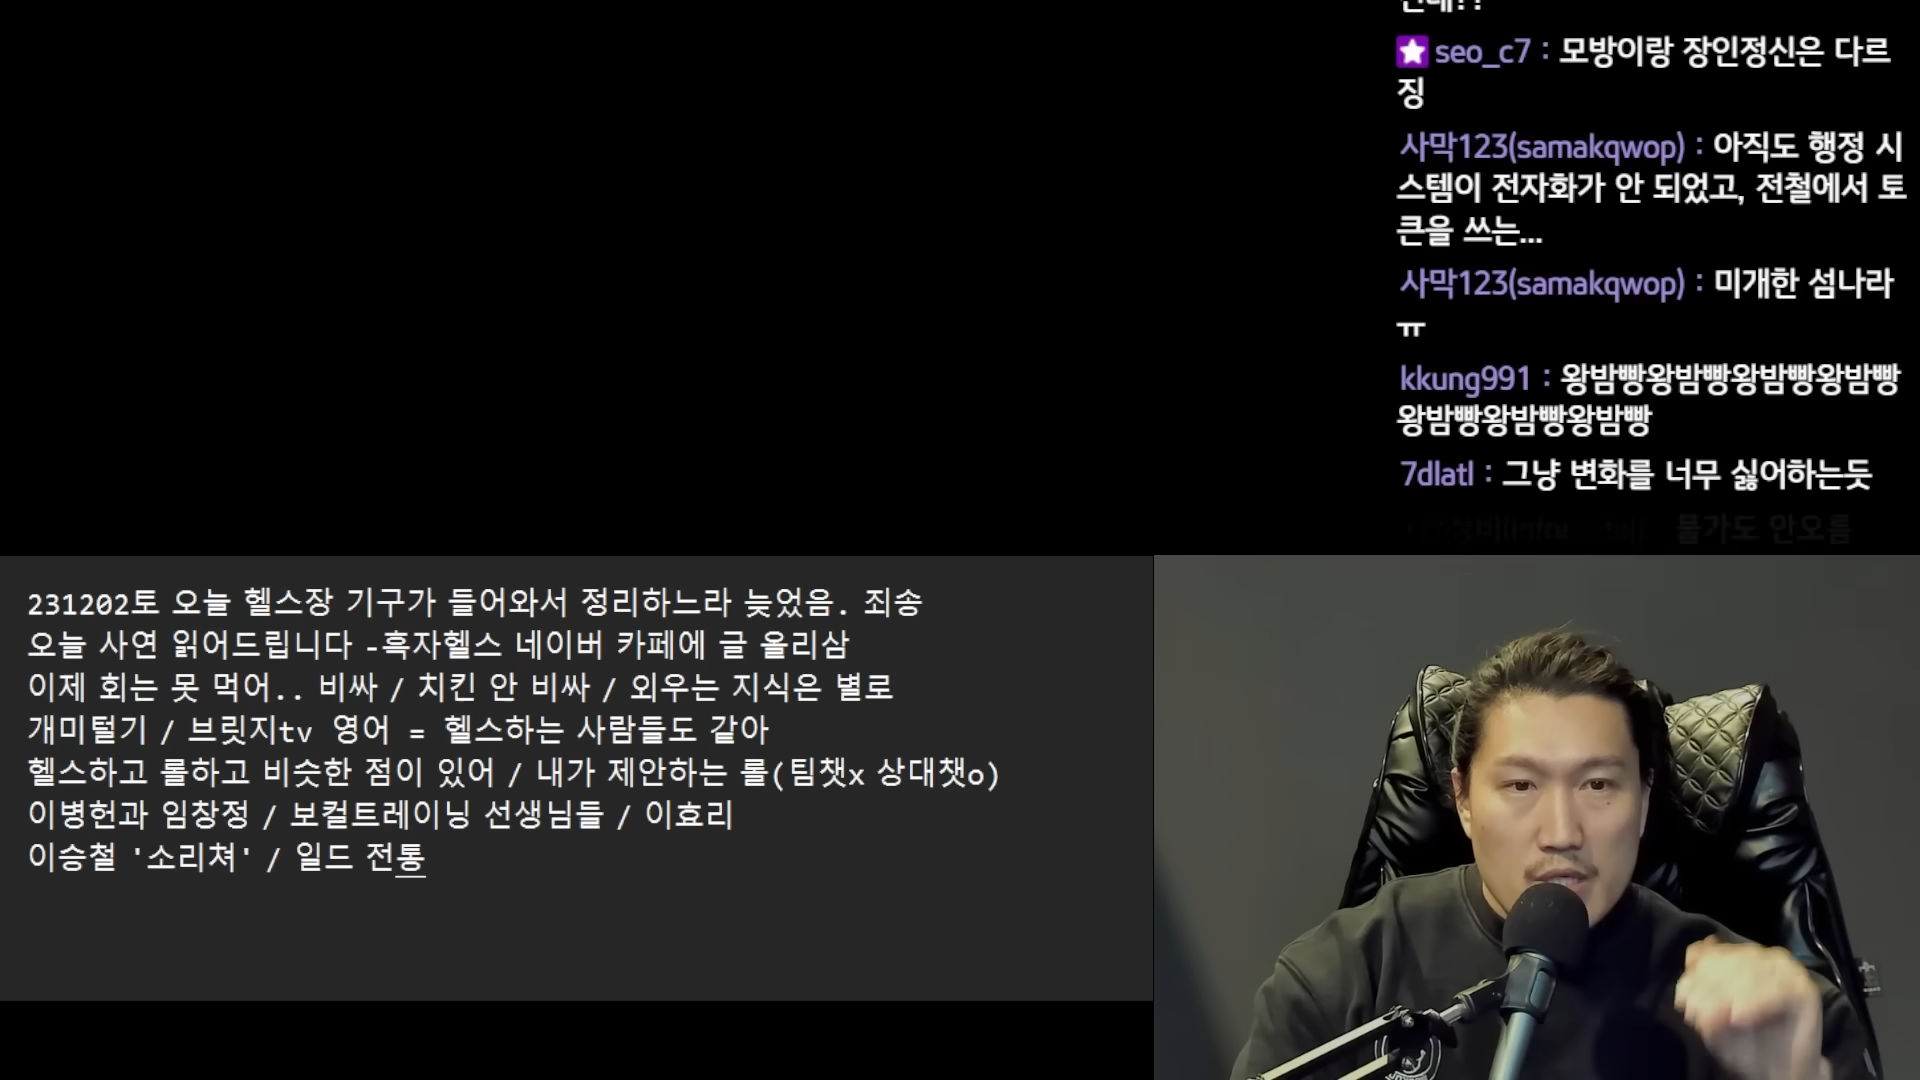 seo_c7 : 모방이랑 장인정신은 다르
징
사막123(samakqwop) : 아직도 행정 시
스템이 전자화가 안 되었고, 전철에서 토
큰을 쓰는...
사막123(samakqwop) : 미개한 섬나라
ㅠ
kkung991 : 왕밤빵왕밤빵왕밤빵왕밤빵
왕밤빵왕밤빵왕밤빵
7dlatl : 그냥 변화를 너무 싫어하는듯
물가도 안오름
231202토 오늘 헬스장 기구가 들어와서 정리하느라 늦었음. 죄송
오늘 사연 읽어드립니다 -흑자헬스 네이버 카페에 글 올리삼
이제 회는 못 먹어.. 비싸 / 치킨 안 비싸 / 외우는 지식은 별로
개미털기 / 브릿지tv 영어 = 헬스하는 사람들도 같아
헬스하고 롤하고 비슷한 점이 있어 / 내가 제안하는 롤(팀챗x 상대챗o)
이병헌과 임창정 / 보컬트레이닝 선생님들 / 이효리
이승철 '소리쳐' / 일드 전통